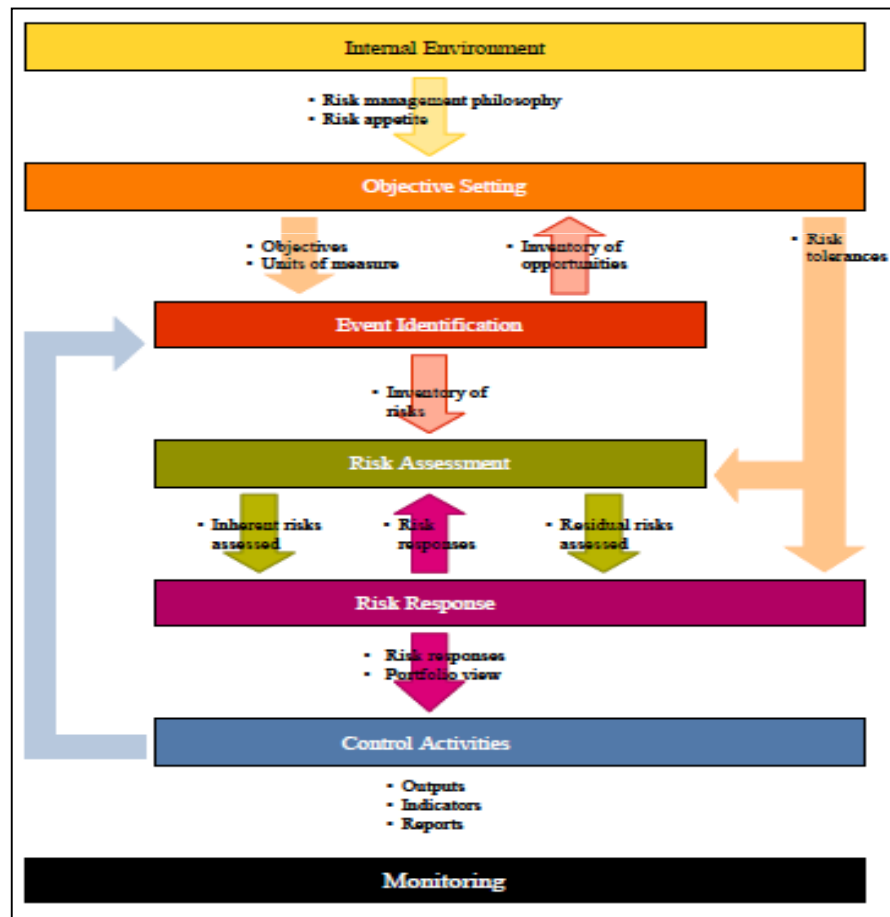 Internal Environment
• Risk management philosophy
• Risk appetite
Objective Setting
• Objectives
• Units of measure
• Inventory of
opportunities
• Risk
tolerances
Event Identification
• Inventory of
risks
Risk Assessment
• Inherent risks
assessed
• Risk
responses
• Residual risks
assessed
Risk Response
• Risk responses
• Portfolio view
Control Activities
• Outputs
• Indicators
• Reports
Monitoring